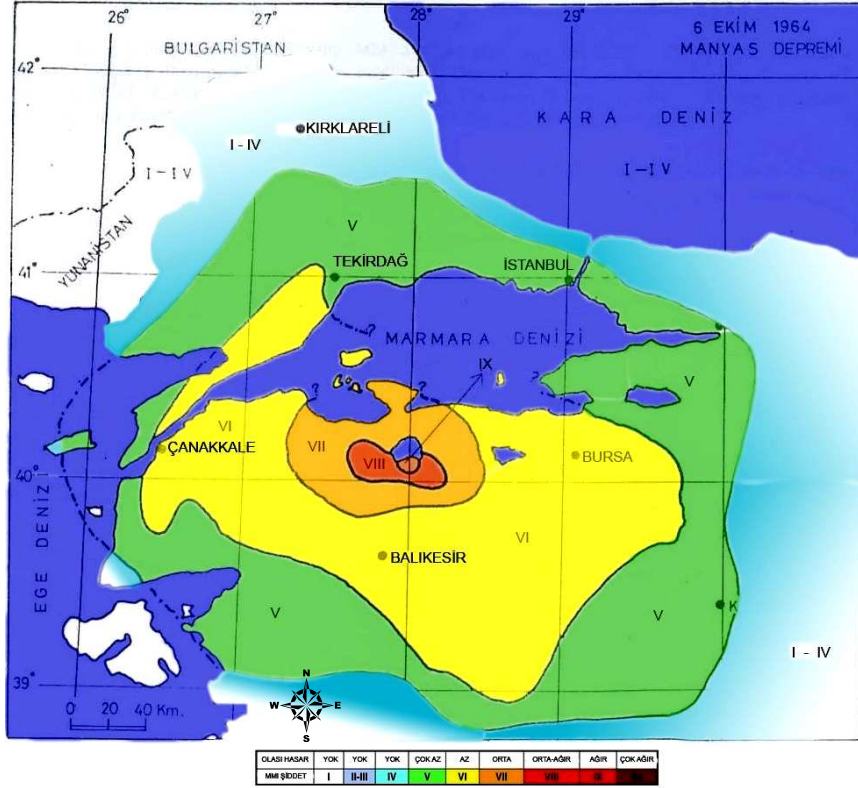 26° 27° 28° 29°
6 EKİM 1964
MANYAS DEPREMİ
BULGARİSTAN
42°
KARA DENİZ
KIRKLARELİ
I - IV
I-IV
I-IV
YUNANİSTAN
V
TEKİRDAĞ
İSTANBUL
41°
?
MARMARA DENİZİ
IX
?
?
?
V
VI
ÇANAKKALE
VII
VIII
BURSA
40°
EGE DENİZİ
VI
BALIKESİR
V
V
K
I - IV
39°
0 20 40 Km.
N
W E
S
OLASI HASAR YOK YOK YOK ÇOK AZ AZ ORTA ORTA-AĞIR AĞIR ÇOK AĞIR
MMI ŞİDDET I II-III IV V VI VII VIII IX